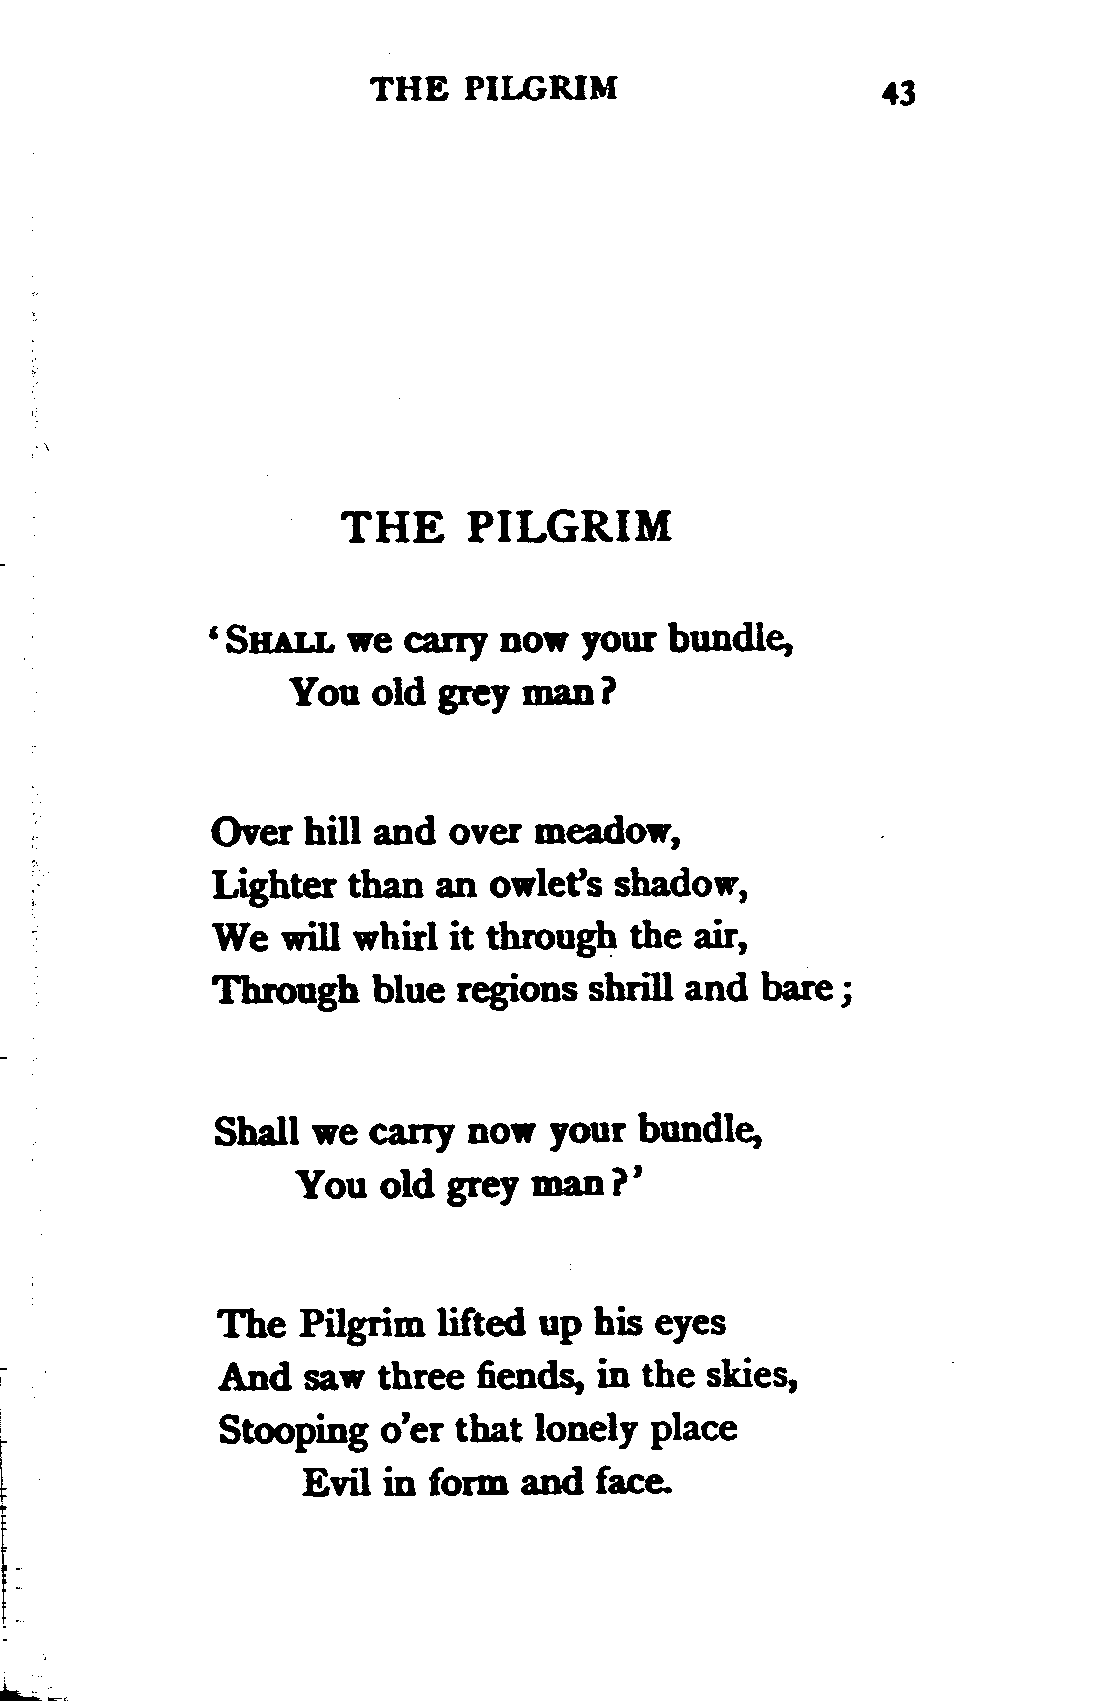 THE PILGRIM 43
THE PILGRIM
‘SHALL we carry now your bundle,
You old grey man?
Over hill and over meadow,
Lighter than an owlet’s shadow,
We will whirl it through the air,
Through blue regions shrill and bare;
Shall we carry now your bundle,
You old grey man?’
The Pilgrim lifted up his eyes
And saw three fiends, in the skies,
Stooping o’er that lonely place
Evil in form and face.